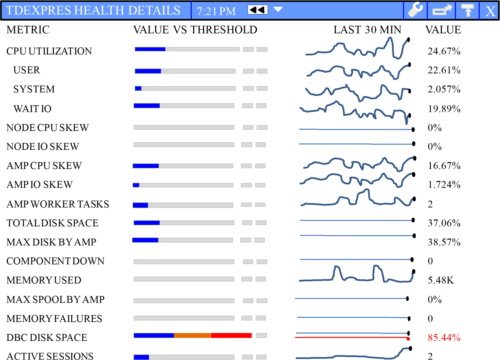 TDEXPRES HEALTH DETAILS 7:21 PM X
METRIC VALUE VS THRESHOLD LAST 30 MIN VALUE
CPU UTILIZATION 24.67%
USER 22.61%
SYSTEM 2.057%
WAIT IO 19.89%
NODE CPU SKEW 0%
NODE IO SKEW 0%
AMP CPU SKEW 16.67%
AMP IO SKEW 1.724%
AMP WORKER TASKS 2
TOTAL DISK SPACE 37.06%
MAX DISK BY AMP 38.57%
COMPONENT DOWN 0
MEMORY USED 5.48K
MAX SPOOL BY AMP 0%
MEMORY FAILURES 0
DBC DISK SPACE 85.44%
ACTIVE SESSIONS 2